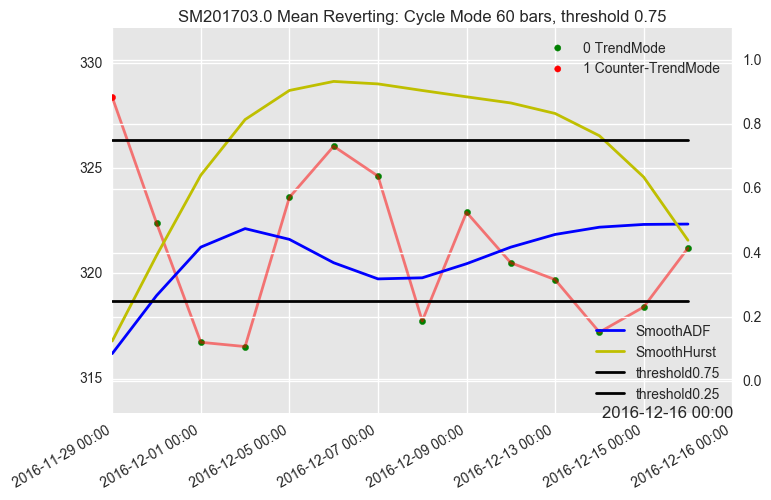 SM201703.0 Mean Reverting: Cycle Mode 60 bars, threshold 0.75
0 TrendMode
1 Counter-TrendMode
330
325
320
315
1.0
0.8
0.6
0.4
0.2
0.0
SmoothADF
SmoothHurst
threshold0.75
threshold0.25
2016-12-16 00:00
2016-11-29 00:00
2016-12-01 00:00
2016-12-05 00:00
2016-12-07 00:00
2016-12-09 00:00
2016-12-13 00:00
2016-12-15 00:00
2016-12-16 00:00